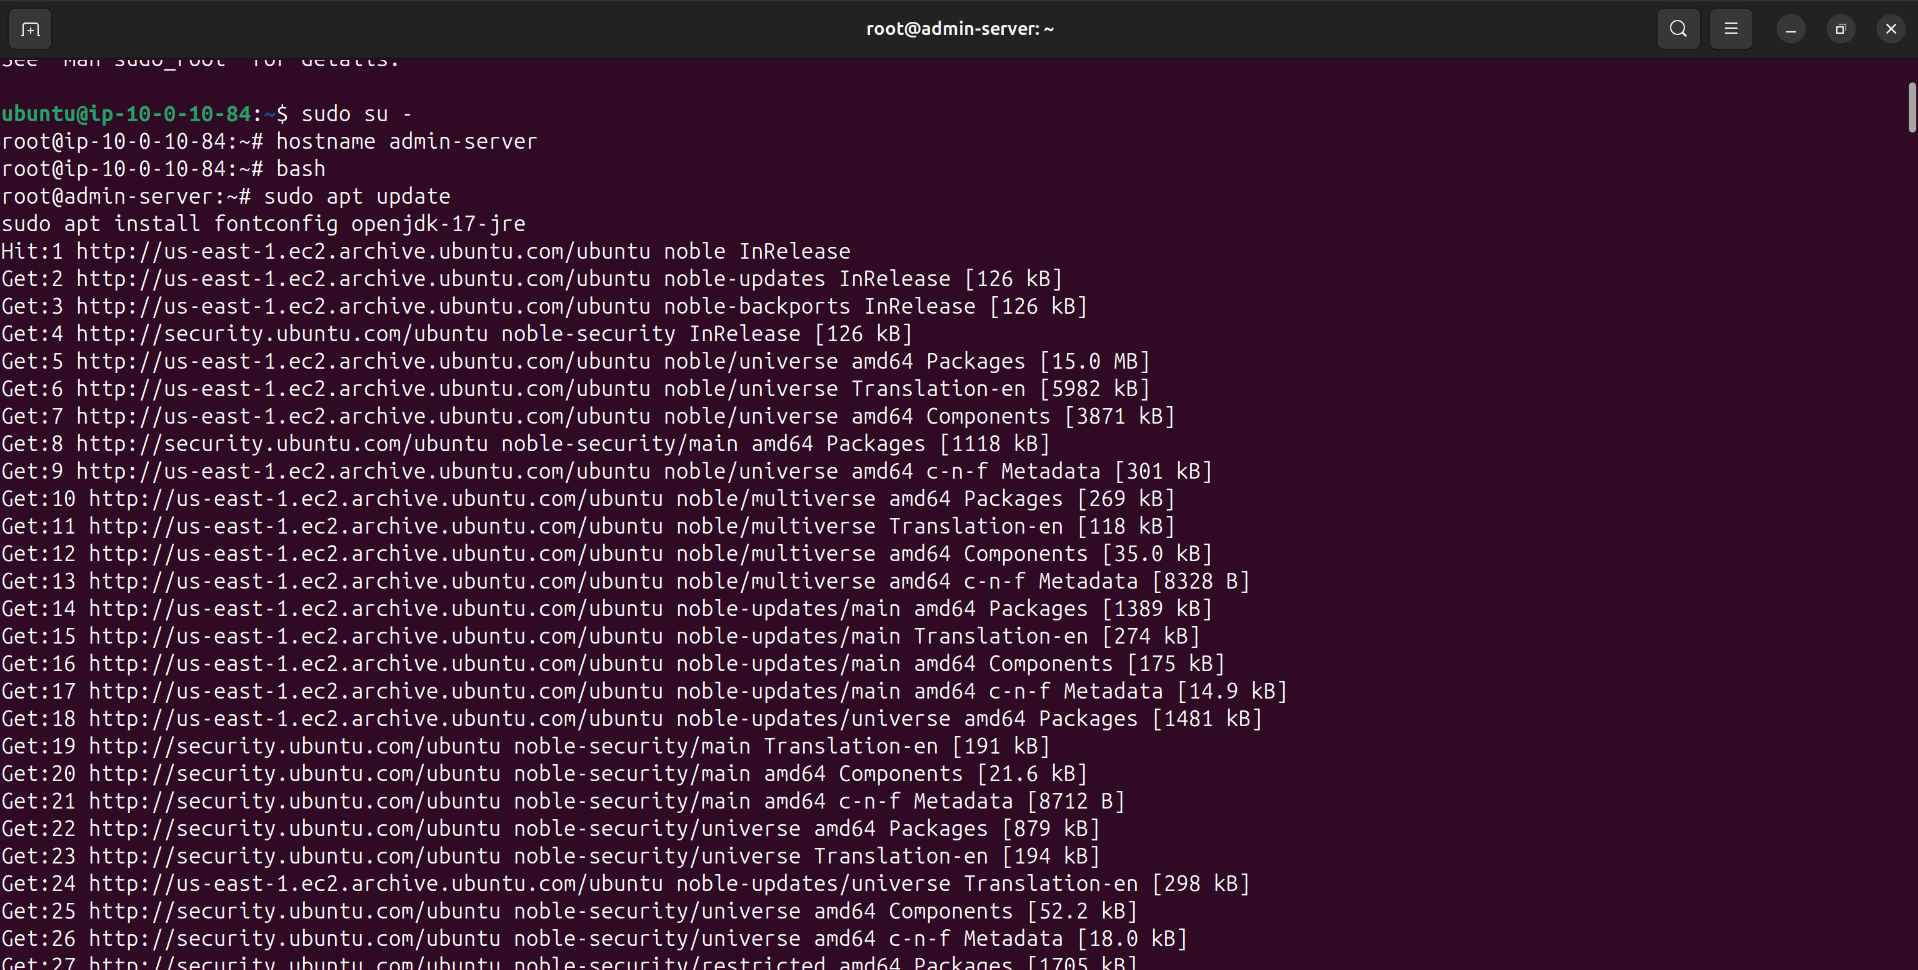 root@admin-server: ~
See "man sudo_root" for details.
ubuntu@ip-10-0-10-84:~$ sudo su -
root@ip-10-0-10-84:~# hostname admin-server
root@ip-10-0-10-84:~# bash
root@admin-server:~# sudo apt update
sudo apt install fontconfig openjdk-17-jre
Hit:1 http://us-east-1.ec2.archive.ubuntu.com/ubuntu noble InRelease
Get:2 http://us-east-1.ec2.archive.ubuntu.com/ubuntu noble-updates InRelease [126 kB]
Get:3 http://us-east-1.ec2.archive.ubuntu.com/ubuntu noble-backports InRelease [126 kB]
Get:4 http://security.ubuntu.com/ubuntu noble-security InRelease [126 kB]
Get:5 http://us-east-1.ec2.archive.ubuntu.com/ubuntu noble/universe amd64 Packages [15.0 MB]
Get:6 http://us-east-1.ec2.archive.ubuntu.com/ubuntu noble/universe Translation-en [5982 kB]
Get:7 http://us-east-1.ec2.archive.ubuntu.com/ubuntu noble/universe amd64 Components [3871 kB]
Get:8 http://security.ubuntu.com/ubuntu noble-security/main amd64 Packages [1118 kB]
Get:9 http://us-east-1.ec2.archive.ubuntu.com/ubuntu noble/universe amd64 c-n-f Metadata [301 kB]
Get:10 http://us-east-1.ec2.archive.ubuntu.com/ubuntu noble/multiverse amd64 Packages [269 kB]
Get:11 http://us-east-1.ec2.archive.ubuntu.com/ubuntu noble/multiverse Translation-en [118 kB]
Get:12 http://us-east-1.ec2.archive.ubuntu.com/ubuntu noble/multiverse amd64 Components [35.0 kB]
Get:13 http://us-east-1.ec2.archive.ubuntu.com/ubuntu noble/multiverse amd64 c-n-f Metadata [8328 B]
Get:14 http://us-east-1.ec2.archive.ubuntu.com/ubuntu noble-updates/main amd64 Packages [1389 kB]
Get:15 http://us-east-1.ec2.archive.ubuntu.com/ubuntu noble-updates/main Translation-en [274 kB]
Get:16 http://us-east-1.ec2.archive.ubuntu.com/ubuntu noble-updates/main amd64 Components [175 kB]
Get:17 http://us-east-1.ec2.archive.ubuntu.com/ubuntu noble-updates/main amd64 c-n-f Metadata [14.9 kB]
Get:18 http://us-east-1.ec2.archive.ubuntu.com/ubuntu noble-updates/universe amd64 Packages [1481 kB]
Get:19 http://security.ubuntu.com/ubuntu noble-security/main Translation-en [191 kB]
Get:20 http://security.ubuntu.com/ubuntu noble-security/main amd64 Components [21.6 kB]
Get:21 http://security.ubuntu.com/ubuntu noble-security/main amd64 c-n-f Metadata [8712 B]
Get:22 http://security.ubuntu.com/ubuntu noble-security/universe amd64 Packages [879 kB]
Get:23 http://security.ubuntu.com/ubuntu noble-security/universe Translation-en [194 kB]
Get:24 http://us-east-1.ec2.archive.ubuntu.com/ubuntu noble-updates/universe Translation-en [298 kB]
Get:25 http://security.ubuntu.com/ubuntu noble-security/universe amd64 Components [52.2 kB]
Get:26 http://security.ubuntu.com/ubuntu noble-security/universe amd64 c-n-f Metadata [18.0 kB]
Get:27 http://security.ubuntu.com/ubuntu noble-security/restricted amd64 Packages [1705 kB]